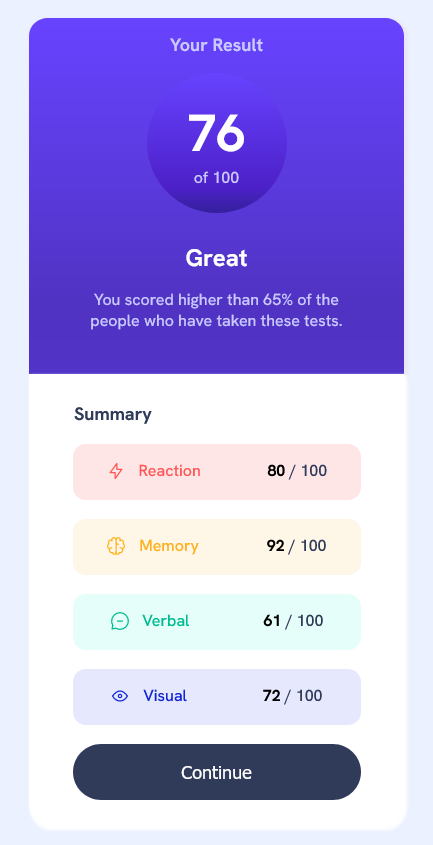 Your Result
76
of 100
Great
You scored higher than 65% of the
people who have taken these tests.
Summary
Reaction 80 / 100
Memory 92 / 100
Verbal 61 / 100
Visual 72 / 100
Continue